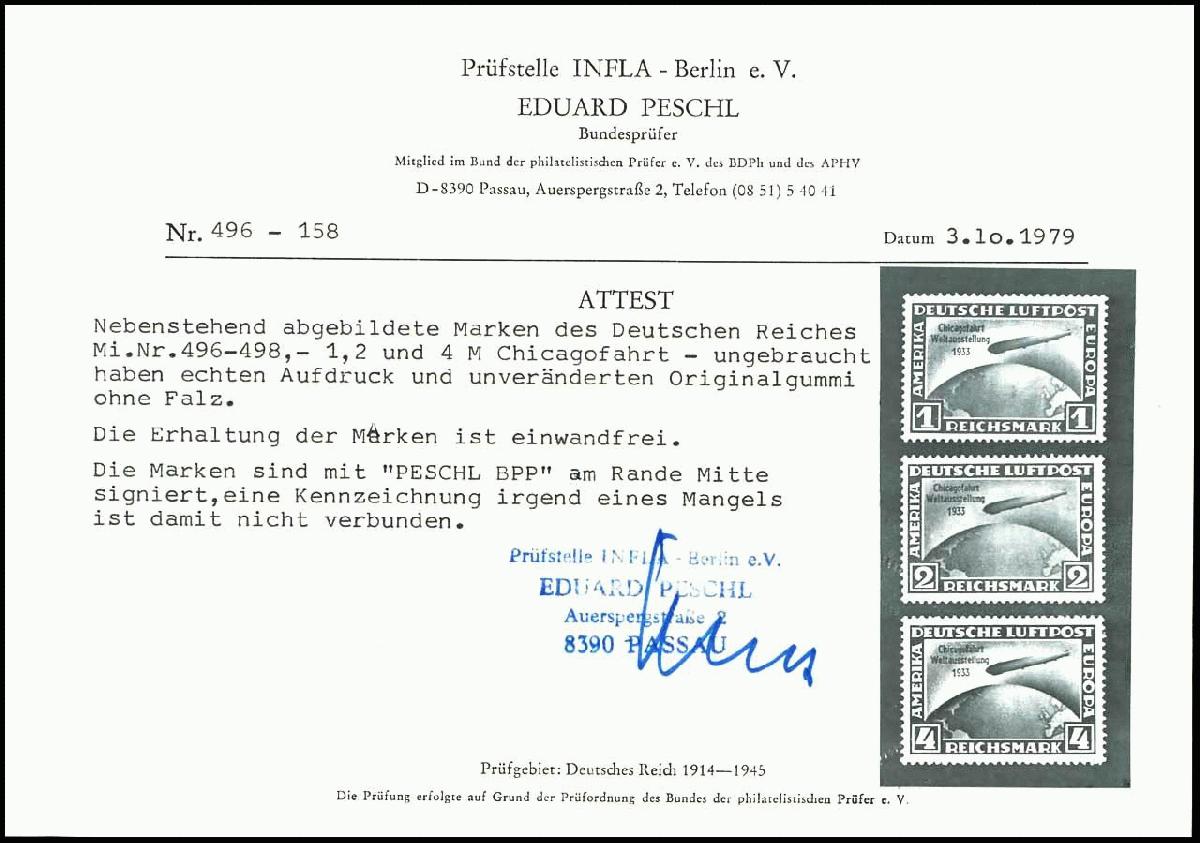 Prüfstelle INFLA - Berlin e. V.
EDUARD PESCHL
Bundesprüfer
Mitglied im Bund der philatelistischen Prüfer e. V. des BDPh und des APHV
D-8390 Passau, Auerspergstraße 2, Telefon (08 51) 5 40 41
Nr. 496 - 158
Datum 3.1o.1979
ATTEST
Nebenstehend abgebildete Marken des Deutschen Reiches
Mi.Nr.496-498,- 1,2 und 4 M Chicagofahrt - ungebraucht
haben echten Aufdruck und unveränderten Originalgummi
ohne Falz.
Die Erhaltung der Marken ist einwandfrei.
Die Marken sind mit "PESCHL BPP" am Rande Mitte
signiert,eine Kennzeichnung irgend eines Mangels
ist damit nicht verbunden.
Prüfstelle INFLA - Berlin e.V.
EDUARD PESCHL
Auerspergstraße 2
8390 PASSAU
DEUTSCHE LUFTPOST
Chicagofahrt
Weltausstellung
1933
AMERIKA
EUROPA
1 REICHSMARK 1
DEUTSCHE LUFTPOST
Chicagofahrt
Weltausstellung
1933
AMERIKA
EUROPA
2 REICHSMARK 2
DEUTSCHE LUFTPOST
Chicagofahrt
Weltausstellung
1933
AMERIKA
EUROPA
4 REICHSMARK 4
Prüfgebiet: Deutsches Reich 1914—1945
Die Prüfung erfolgte auf Grund der Prüfordnung des Bundes der philatelistischen Prüfer e. V.